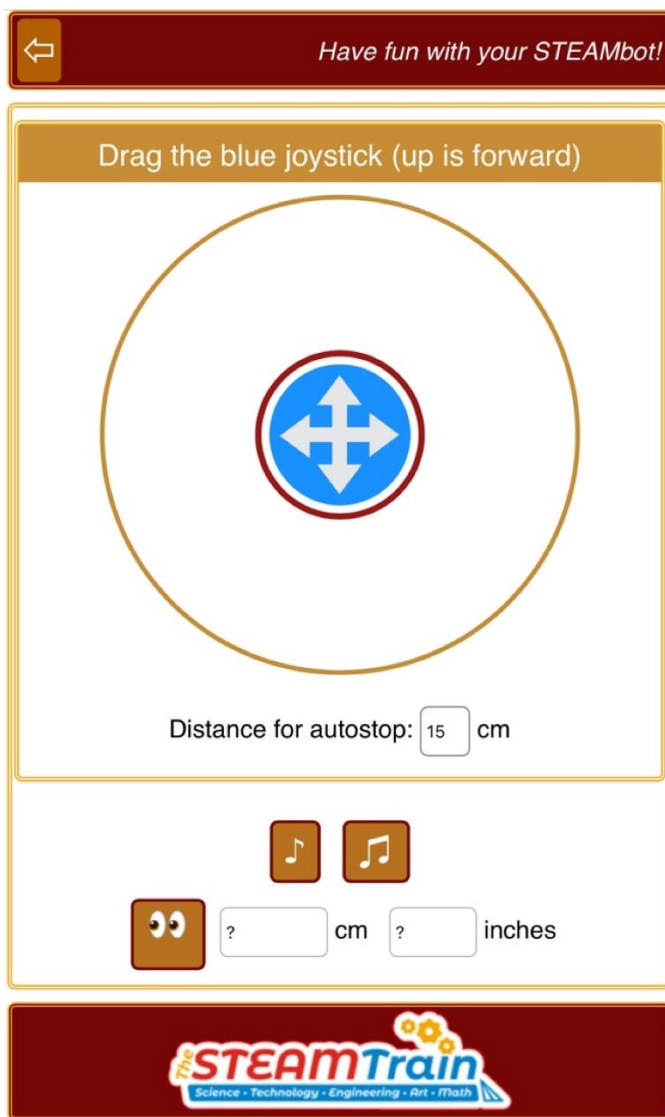 Have fun with your STEAMbot!
Drag the blue joystick (up is forward)
Distance for autostop: 15 cm
? cm ? inches
The STEAMTrain
Science • Technology • Engineering • Art • Math